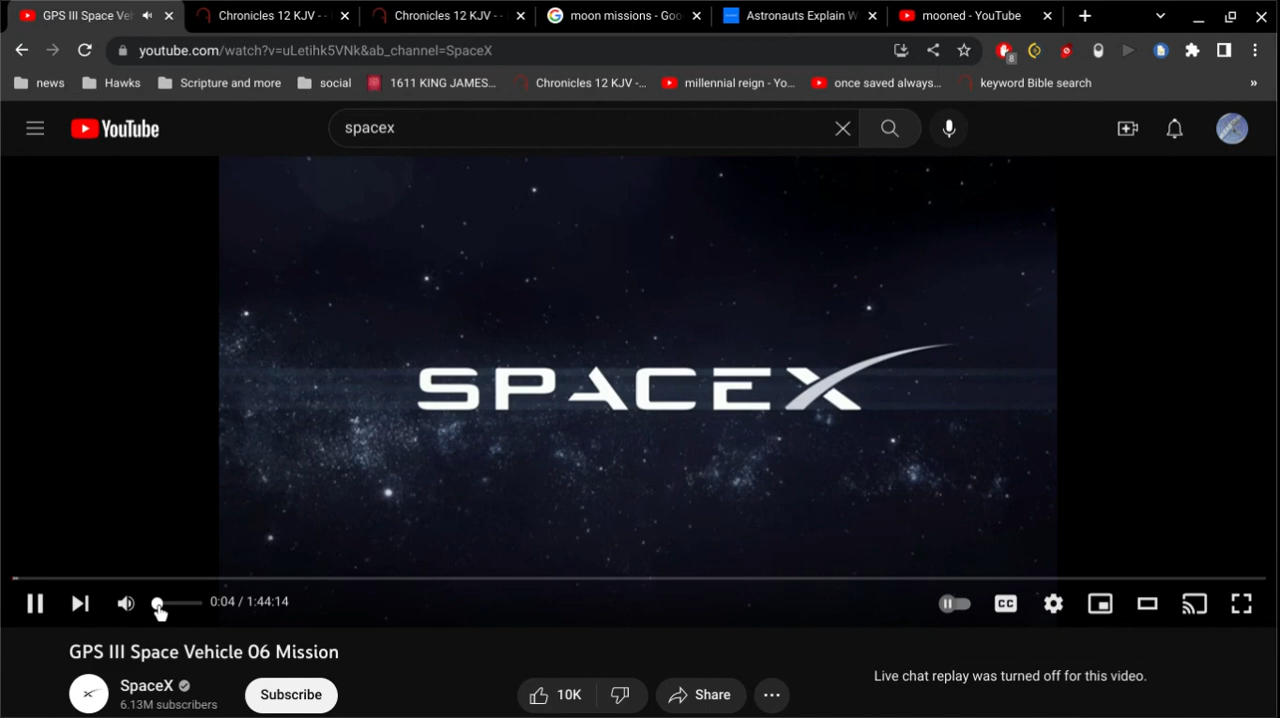 GPS III Space Vel
Chronicles 12 KJV - -
Chronicles 12 KJV - -
moon missions - Goo
Astronauts Explain W
mooned - YouTube
youtube.com/watch?v=uLetihk5VNk&ab_channel=SpaceX
8
news
Hawks
Scripture and more
social
1611 KING JAMES...
Chronicles 12 KJV -...
millennial reign - Yo...
once saved always...
keyword Bible search
»
YouTube
spacex
SPACEX
0:04 / 1:44:14
CC
GPS III Space Vehicle 06 Mission
SpaceX
6.13M subscribers
Subscribe
10K
Share
Live chat replay was turned off for this video.